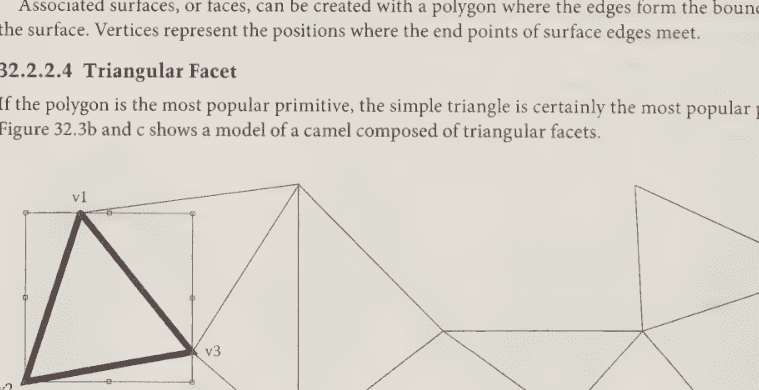 Associated surfaces, or faces, can be created with a polygon where the edges form the
the surface. Vertices represent the positions where the end points of surface edges meet.
32.2.2.4 Triangular Facet
If the polygon is the most popular primitive, the simple triangle is certainly the most popular
Figure 32.3b and c shows a model of a camel composed of triangular facets.
v1
v3